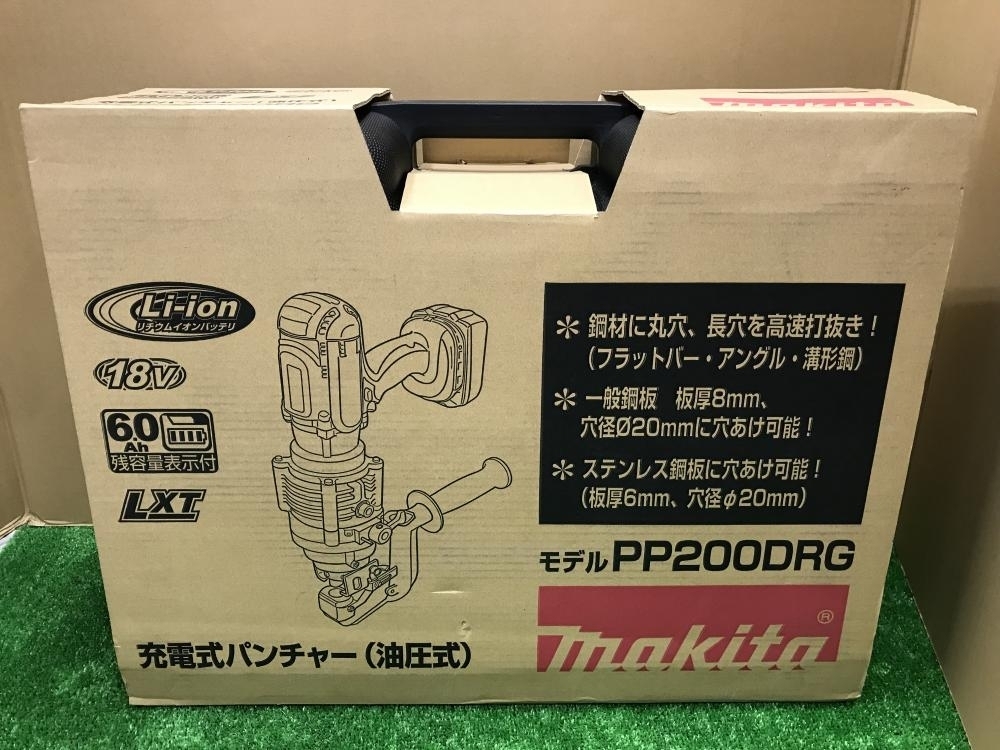 Li-ion
リチウムイオンバッテリ
18V
6.0
Ah
残容量表示付
LXT
＊鋼材に丸穴、長穴を高速打抜き！
（フラットバー・アングル・溝形鋼）
＊一般鋼板 板厚8mm、
穴径Ø20mmに穴あけ可能！
＊ステンレス鋼板に穴あけ可能！
（板厚6mm、穴径φ20mm）
モデル PP200DRG
makita®
充電式パンチャー（油圧式）